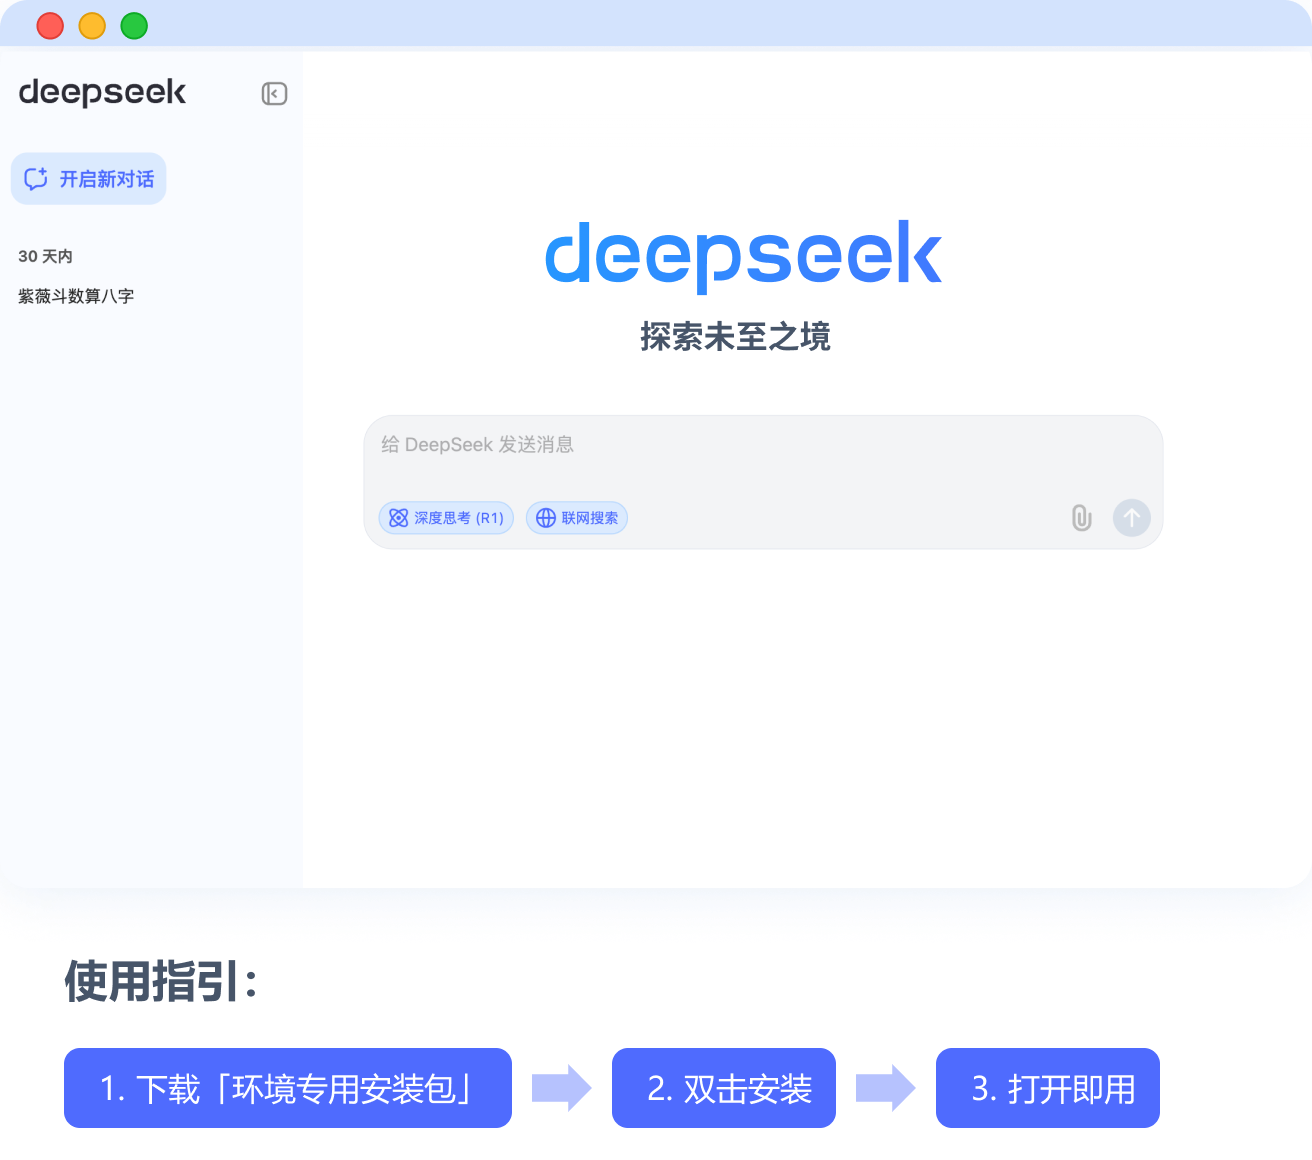 deepseek
开启新对话
30 天内
紫薇斗数算八字
deepseek
探索未至之境
给 DeepSeek 发送消息
深度思考 (R1)
联网搜索
使用指引：
1. 下载「环境专用安装包」
2. 双击安装
3. 打开即用